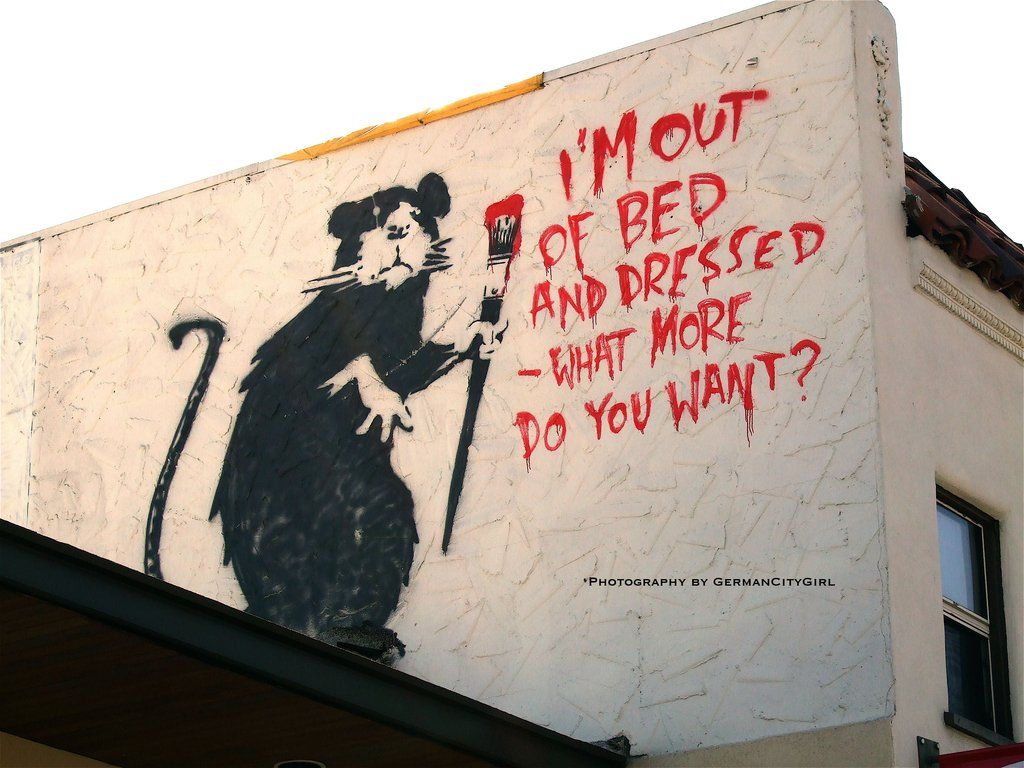 I'M OUT
OF BED
AND DRESSED
- WHAT MORE
DO YOU WANT?
*PHOTOGRAPHY BY GERMANCITYGIRL